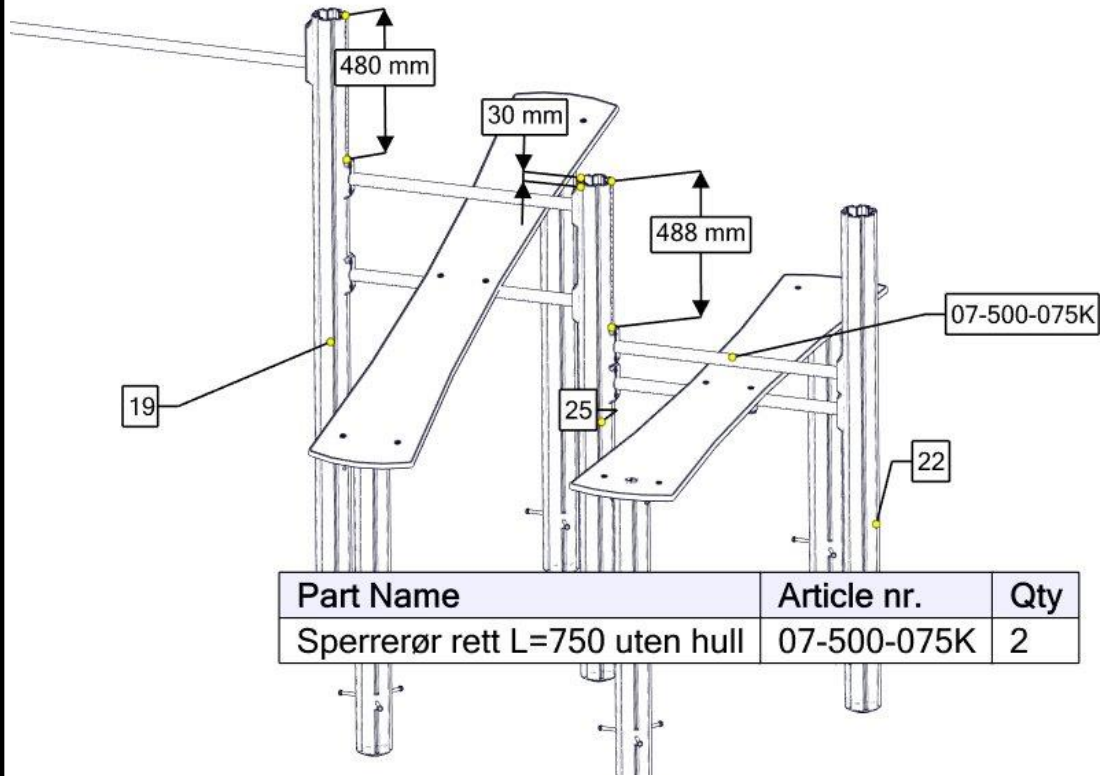 480 mm
30 mm
488 mm
07-500-075K
19
25
22
Part Name Article nr. Qty
Sperrerør rett L=750 uten hull 07-500-075K 2